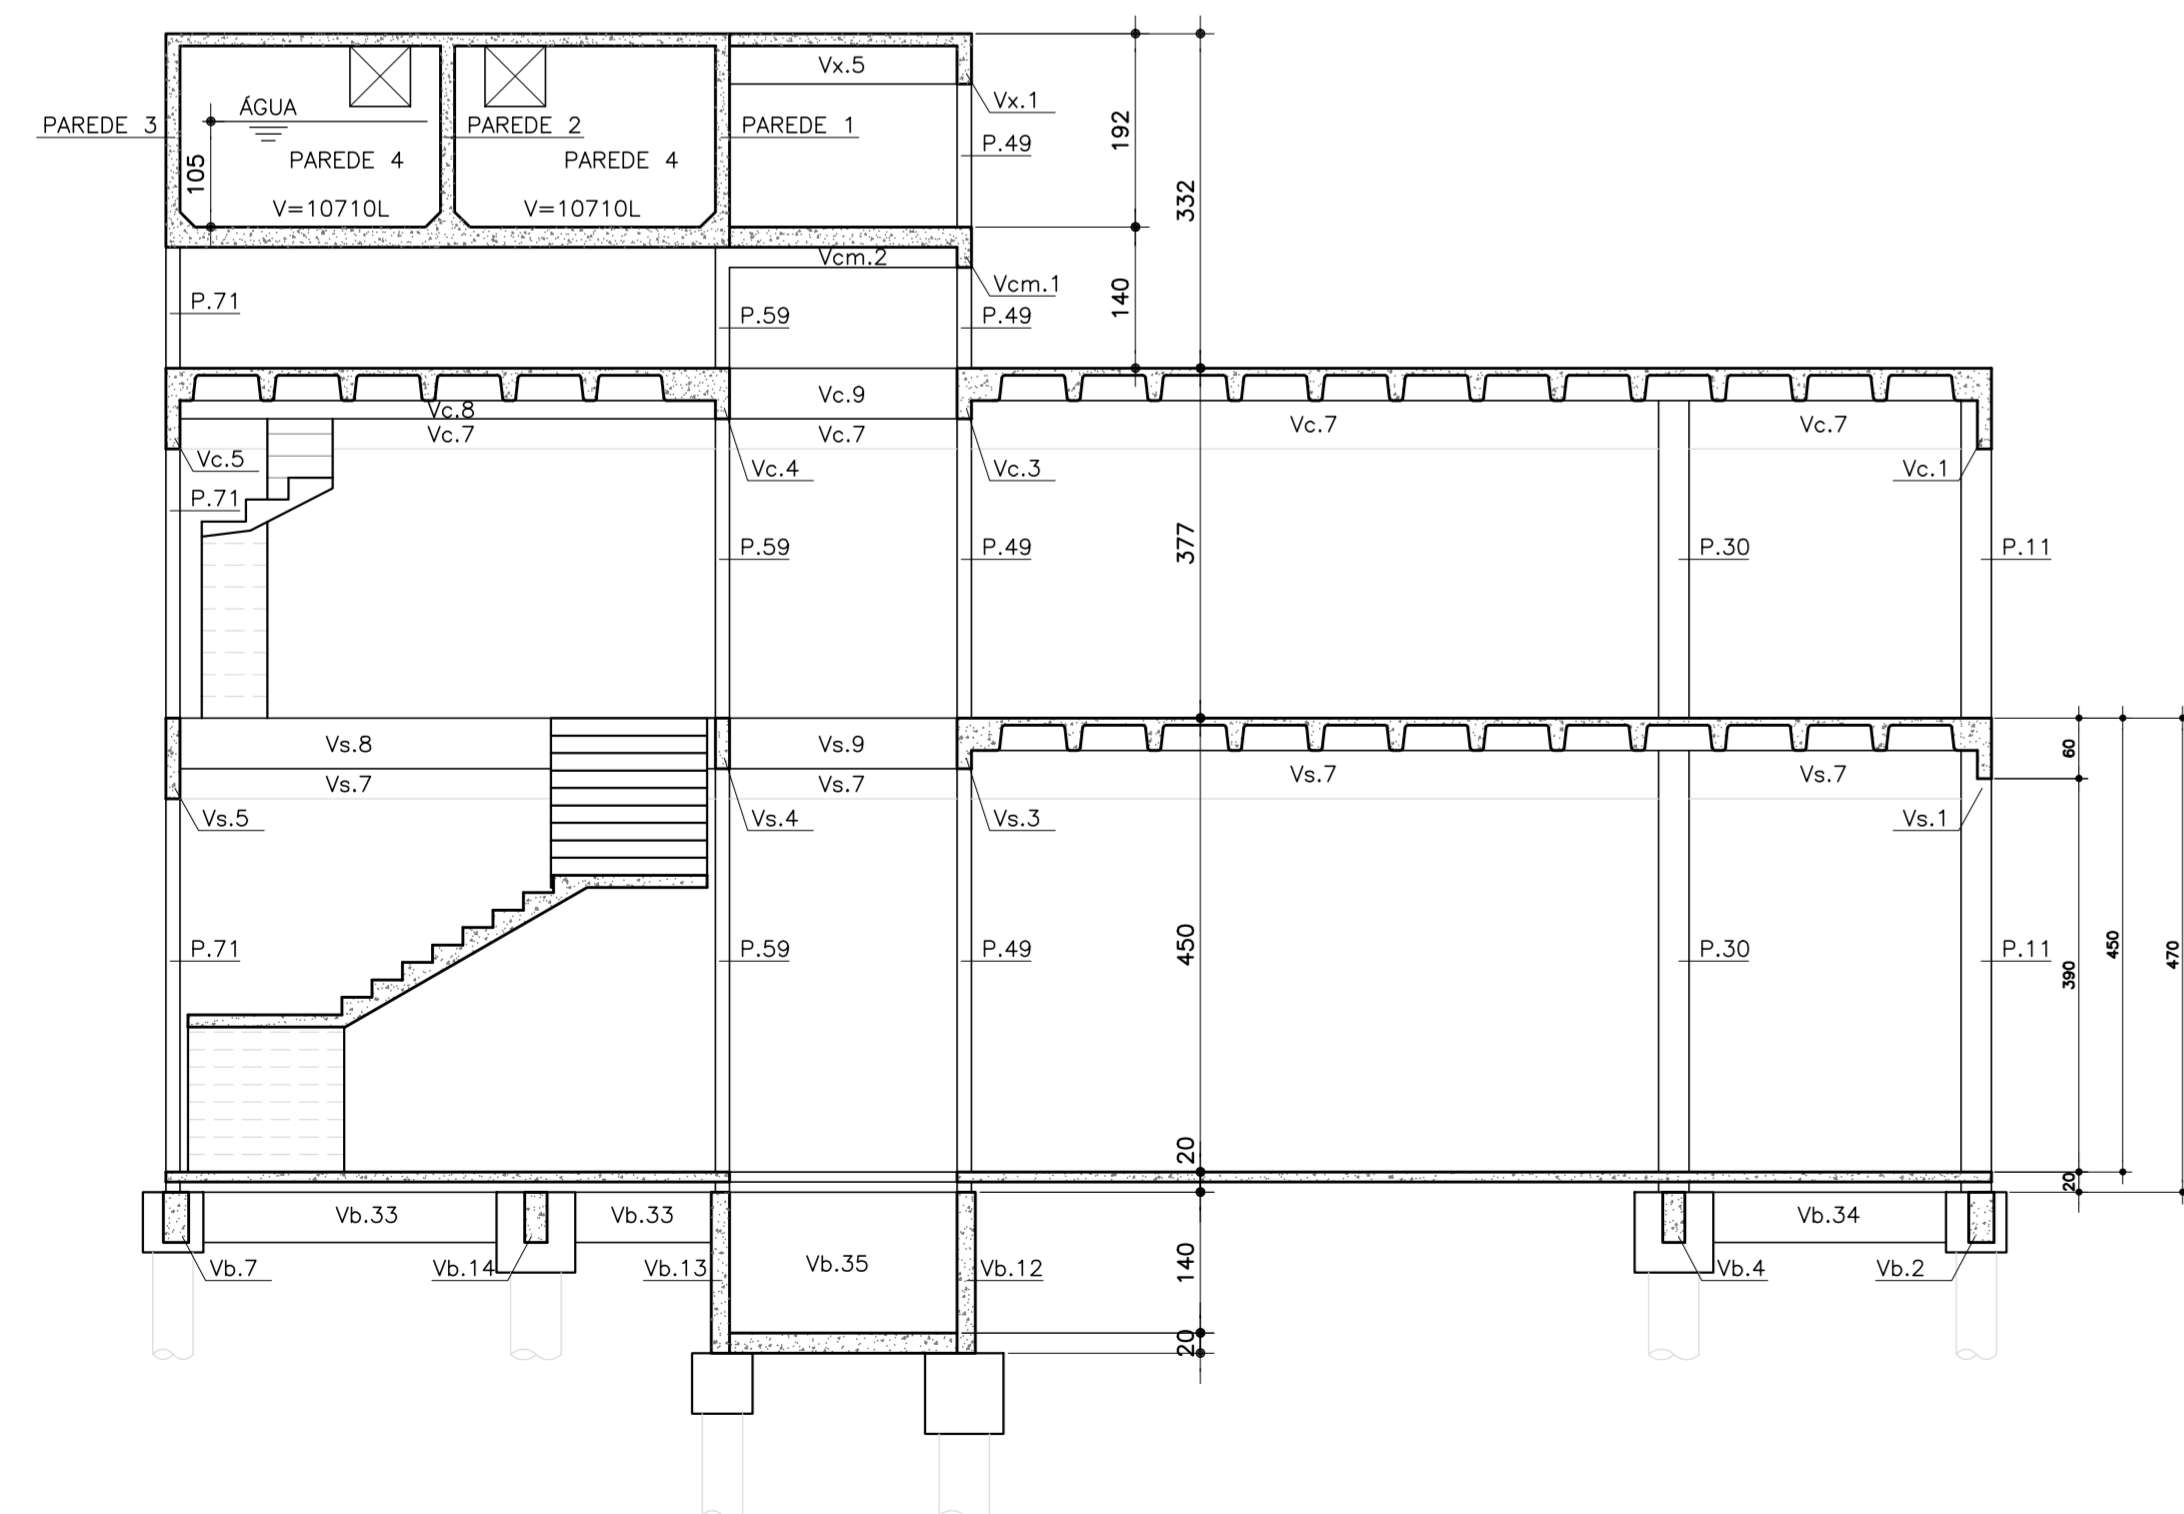 Vx.5
Vx.1
ÁGUA
PAREDE 3
PAREDE 2
PAREDE 1
192
P.49
PAREDE 4
PAREDE 4
105
332
V=10710L
V=10710L
Vcm.2
Vcm.1
140
P.71
P.59
P.49
Vc.9
Vc.8
Vc.7
Vc.7
Vc.7
Vc.7
Vc.5
Vc.4
Vc.3
Vc.1
P.71
377
P.59
P.49
P.30
P.11
Vs.8
Vs.9
60
Vs.7
Vs.7
Vs.7
Vs.7
Vs.5
Vs.4
Vs.3
Vs.1
450
450
470
P.71
P.59
P.49
P.30
P.11
390
20
20
Vb.33
Vb.33
Vb.34
Vb.35
140
Vb.7
Vb.14
Vb.13
Vb.12
Vb.4
Vb.2
20